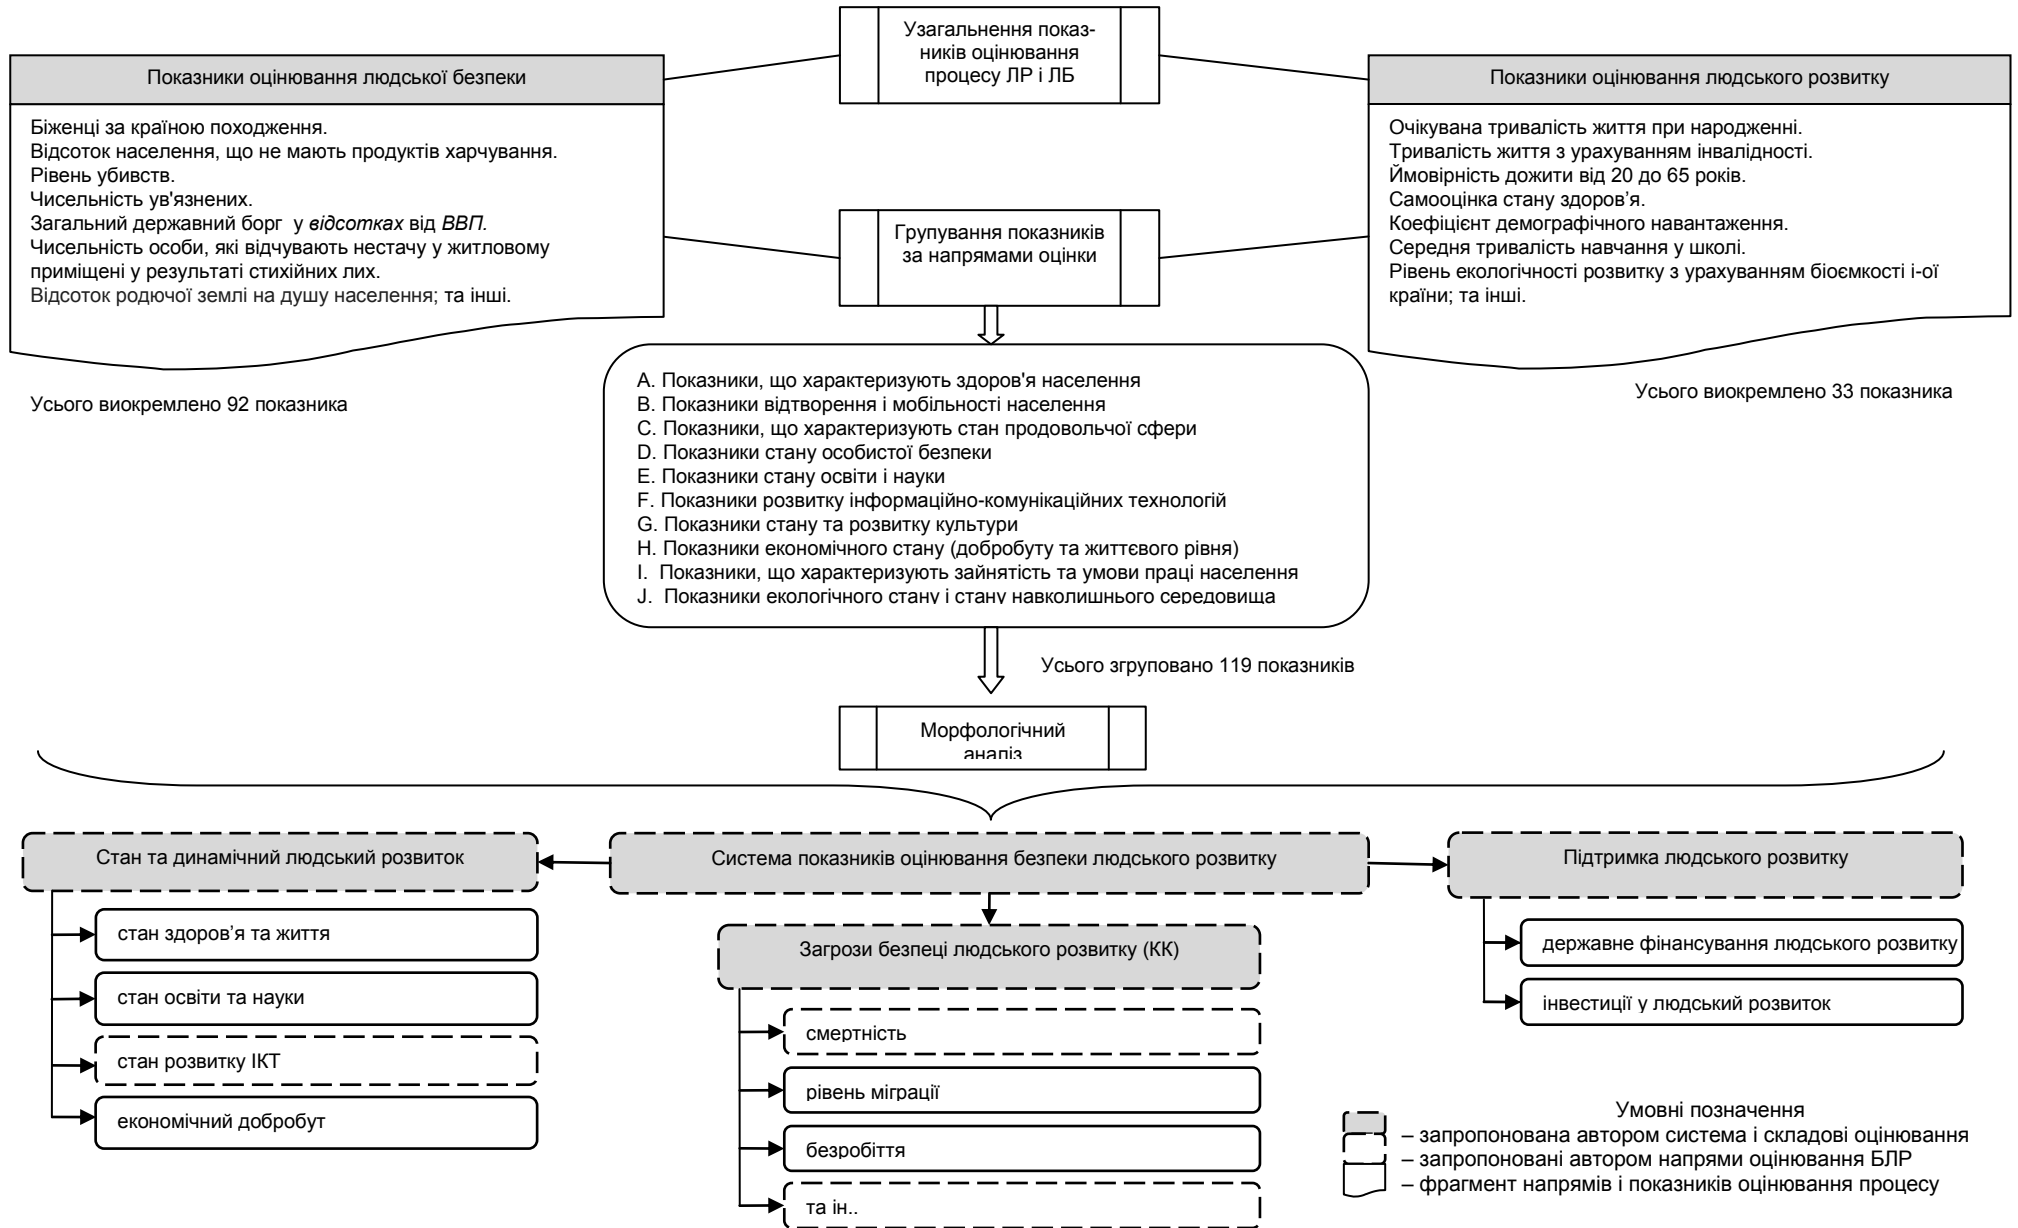 Узагальнення показ-
ників оцінювання
процесу ЛР і ЛБ
Показники оцінювання людської безпеки
Біженці за країною походження.
Відсоток населення, що не мають продуктів харчування.
Рівень убивств.
Чисельність ув'язнених.
Загальний державний борг у відсотках від ВВП.
Чисельність особи, які відчувають нестачу у житловому
приміщені у результаті стихійних лих.
Відсоток родючої землі на душу населення; та інші.
Усього виокремлено 92 показника
Показники оцінювання людського розвитку
Очікувана тривалість життя при народженні.
Тривалість життя з урахуванням інвалідності.
Ймовірність дожити від 20 до 65 років.
Самооцінка стану здоров’я.
Коефіцієнт демографічного навантаження.
Середня тривалість навчання у школі.
Рівень екологічності розвитку з урахуванням біоємкості і-ої
країни; та інші.
Усього виокремлено 33 показника
Групування показників
за напрямами оцінки
A. Показники, що характеризують здоров'я населення
B. Показники відтворення і мобільності населення
C. Показники, що характеризують стан продовольчої сфери
D. Показники стану особистої безпеки
E. Показники стану освіти і науки
F. Показники розвитку інформаційно-комунікаційних технологій
G. Показники стану та розвитку культури
H. Показники економічного стану (добробуту та життєвого рівня)
I. Показники, що характеризують зайнятість та умови праці населення
J. Показники екологічного стану і стану навколишнього середовища
Усього згруповано 119 показників
Морфологічний
аналіз
Стан та динамічний людський розвиток
стан здоров’я та життя
стан освіти та науки
стан розвитку ІКТ
економічний добробут
Система показників оцінювання безпеки людського розвитку
Загрози безпеці людського розвитку (КК)
смертність
рівень міграції
безробіття
та ін..
Підтримка людського розвитку
державне фінансування людського розвитку
інвестиції у людський розвиток
Умовні позначення
– запропонована автором система і складові оцінювання
– запропоновані автором напрями оцінювання БЛР
– фрагмент напрямів і показників оцінювання процесу